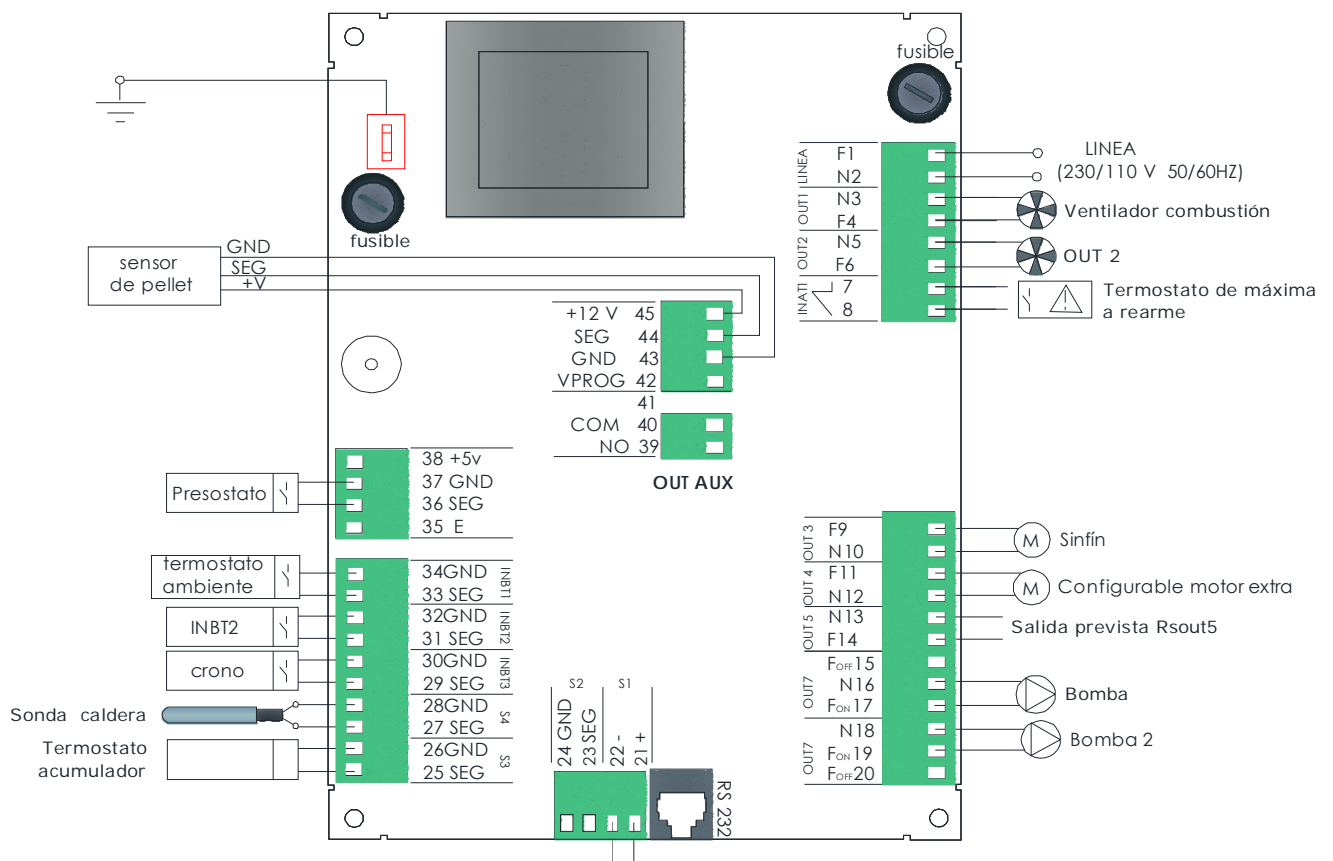 fusible
fusible
LINEA
F1
N2
OUT1
N3
F4
OUT2
N5
F6
INAT1
7
8
LINEA
(230/110 V 50/60HZ)
Ventilador combustión
OUT 2
Termostato de máxima
a rearme
sensor
de pellet
GND
SEG
+V
+12 V 45
SEG 44
GND 43
VPROG 42
41
COM 40
NO 39
OUT AUX
Presostato
38 +5v
37 GND
36 SEG
35 E
termostato
ambiente
INBT2
crono
Sonda caldera
Termostato
acumulador
34GND
33 SEG
INBT1
32GND
31 SEG
INBT2
30GND
29 SEG
INBT3
28GND
27 SEG
S4
26GND
25 SEG
S3
S2
S1
24 GND
23 SEG
22 -
21 +
RS 232
OUT 3
F9
N10
OUT 4
F11
N12
OUT 5
N13
F14
OUT7
FOFF15
N16
FON17
OUT7
N18
FON19
FOFF20
M
Sinfín
M
Configurable motor extra
Salida prevista Rsout5
Bomba
Bomba 2